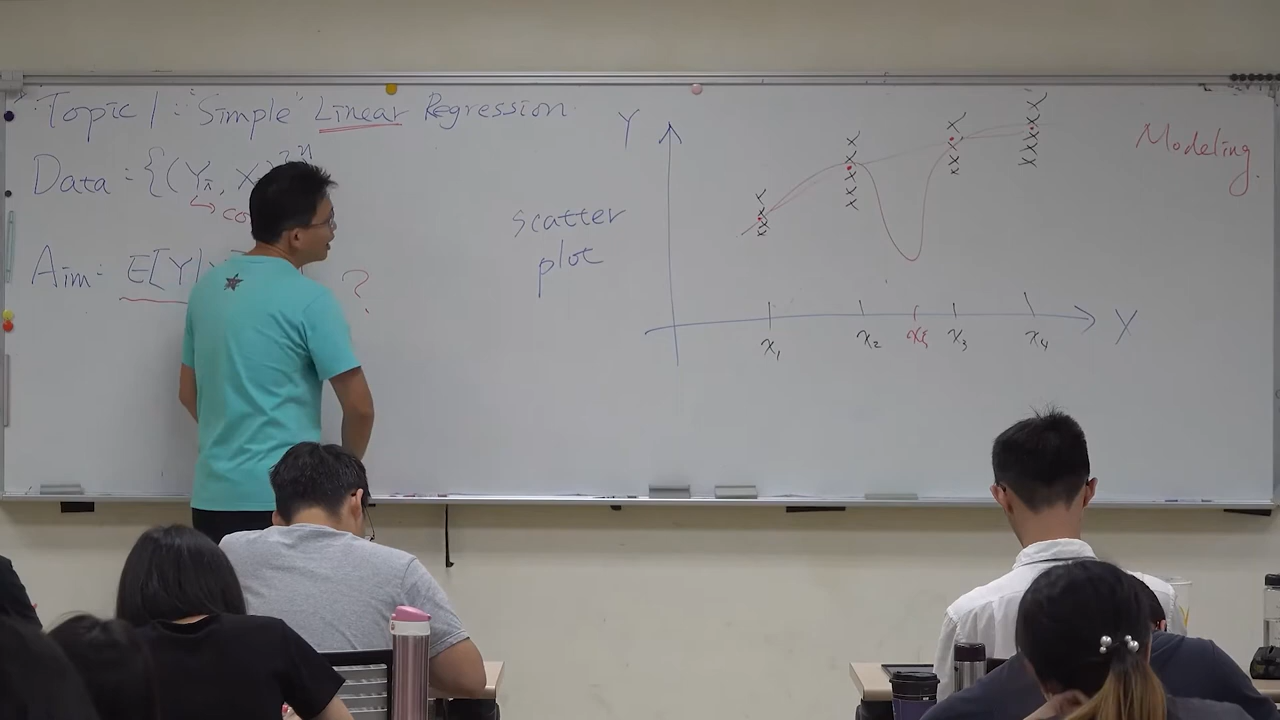 Topic 1: "Simple" Linear Regression.
Data: {(Yi, X
Aim: E[Y|
?
scatter
plot
Y
x1 x2 x3 x4
X
Modeling.